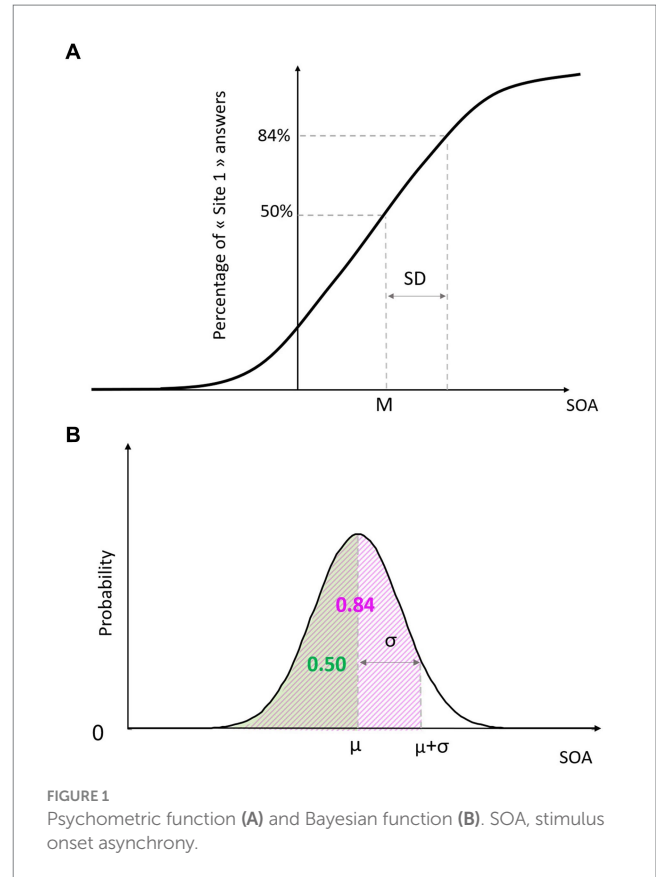 A
Percentage of « Site 1 » answers
84%
50%
SD
M
SOA
B
Probability
0.84
σ
0.50
0
μ
μ+σ
SOA
FIGURE 1
Psychometric function (A) and Bayesian function (B). SOA, stimulus
onset asynchrony.